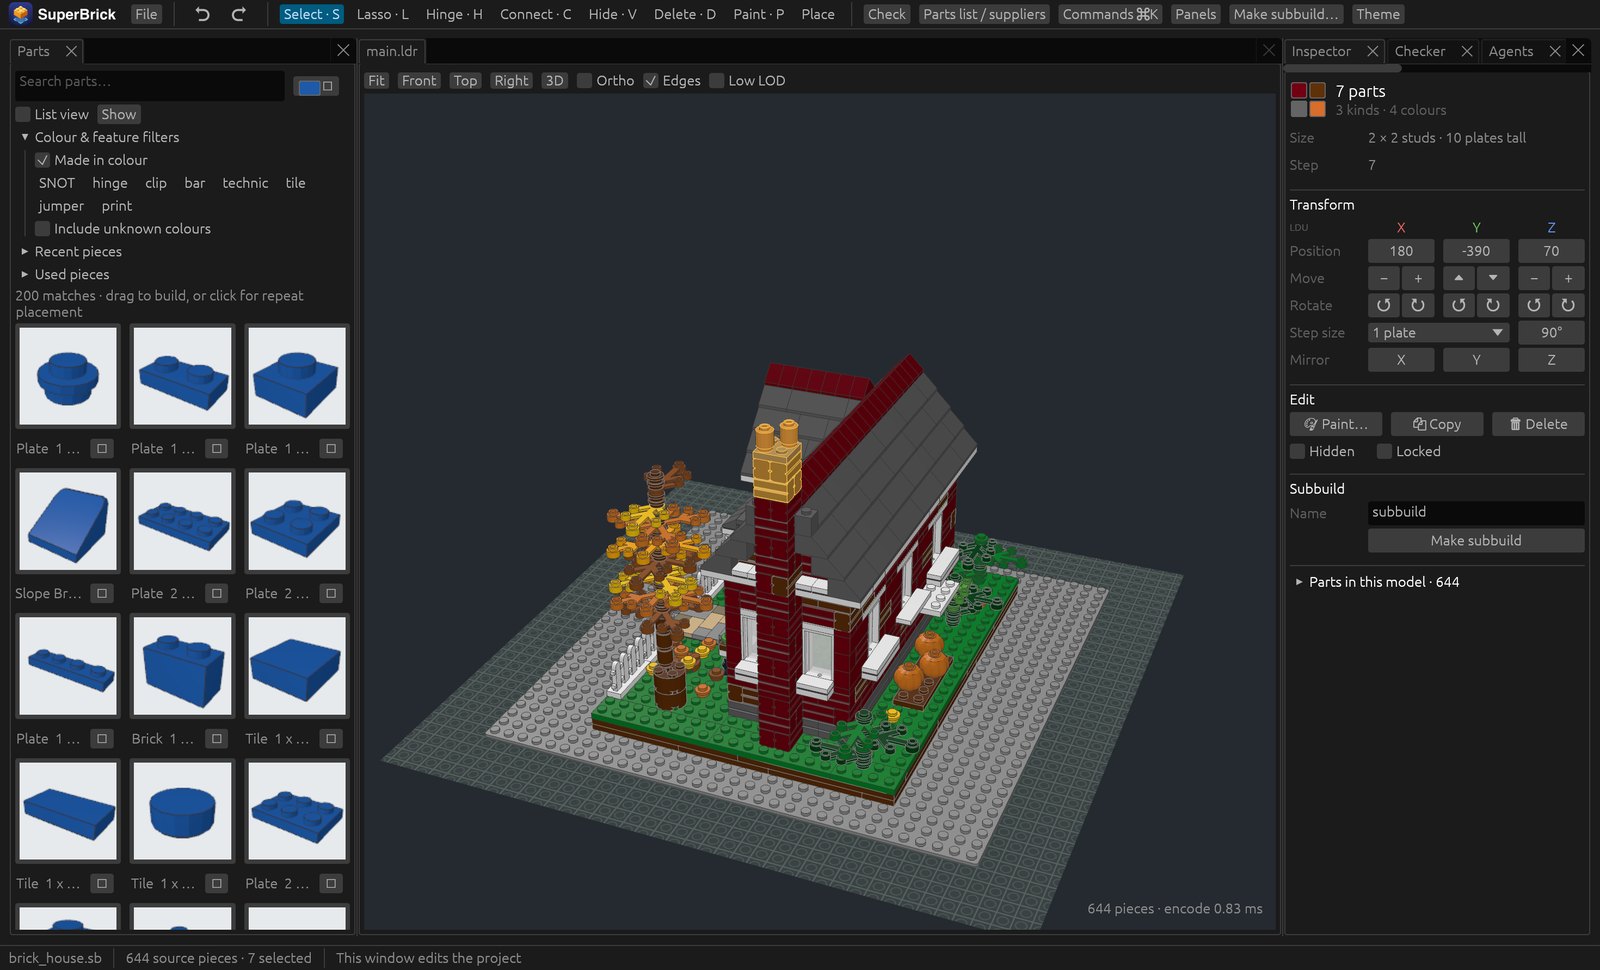 SuperBrick File Select · S Lasso · L Hinge · H Connect · C Hide · V Delete · D Paint · P Place Check Parts list / suppliers Commands ⌘K Panels Make subbuild... Theme
Parts
Search parts...
List view Show
Colour & feature filters
Made in colour
SNOT hinge clip bar technic tile
jumper print
Include unknown colours
Recent pieces
Used pieces
200 matches · drag to build, or click for repeat
placement
Plate 1 ... Plate 1 ... Plate 1 ...
Slope Br... Plate 2 ... Plate 2 ...
Plate 1 ... Brick 1 ... Tile 1 x ...
Tile 1 x ... Tile 1 x ... Plate 2 ...
main.ldr
Fit Front Top Right 3D Ortho Edges Low LOD
644 pieces · encode 0.83 ms
Inspector Checker Agents
7 parts
3 kinds · 4 colours
Size 2 × 2 studs · 10 plates tall
Step 7
Transform
LDU X Y Z
Position 180 -390 70
Move − + − +
Rotate
Step size 1 plate 90°
Mirror X Y Z
Edit
Paint... Copy Delete
Hidden Locked
Subbuild
Name subbuild
Make subbuild
Parts in this model · 644
brick_house.sb 644 source pieces · 7 selected This window edits the project